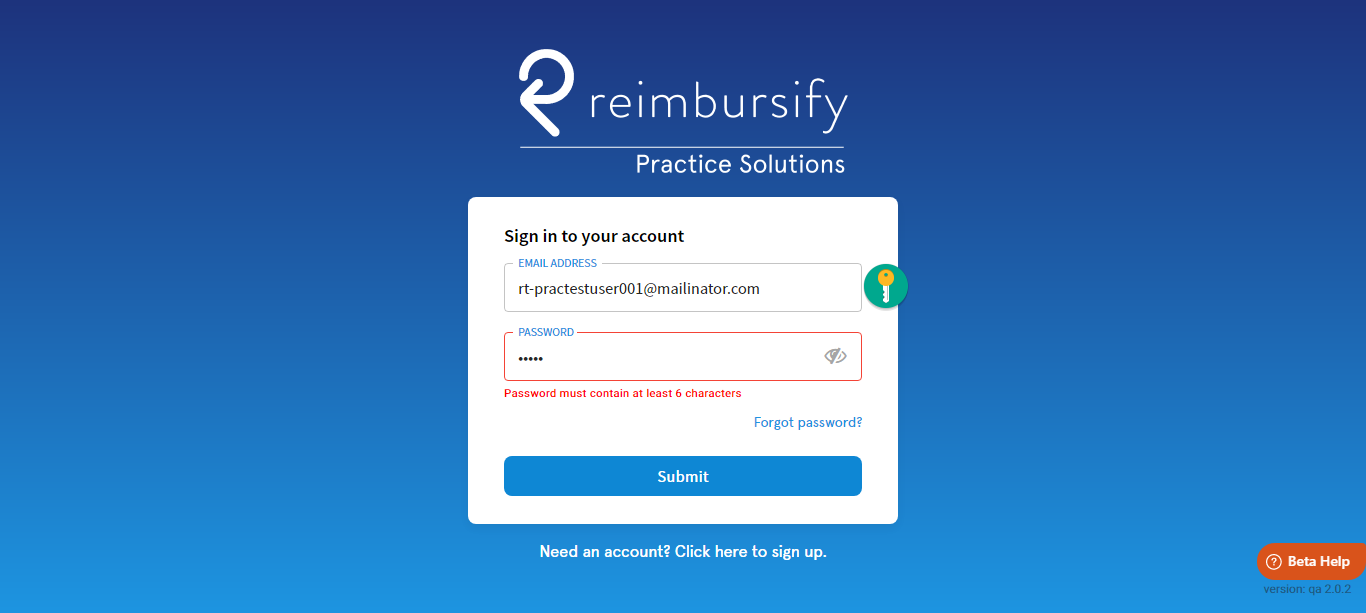 reimbursify
Practice Solutions
Sign in to your account
EMAIL ADDRESS
rt-practestuser001@mailinator.com
PASSWORD
•••••
Password must contain at least 6 characters
Forgot password?
Submit
Need an account? Click here to sign up.
? Beta Help
version: qa 2.0.2